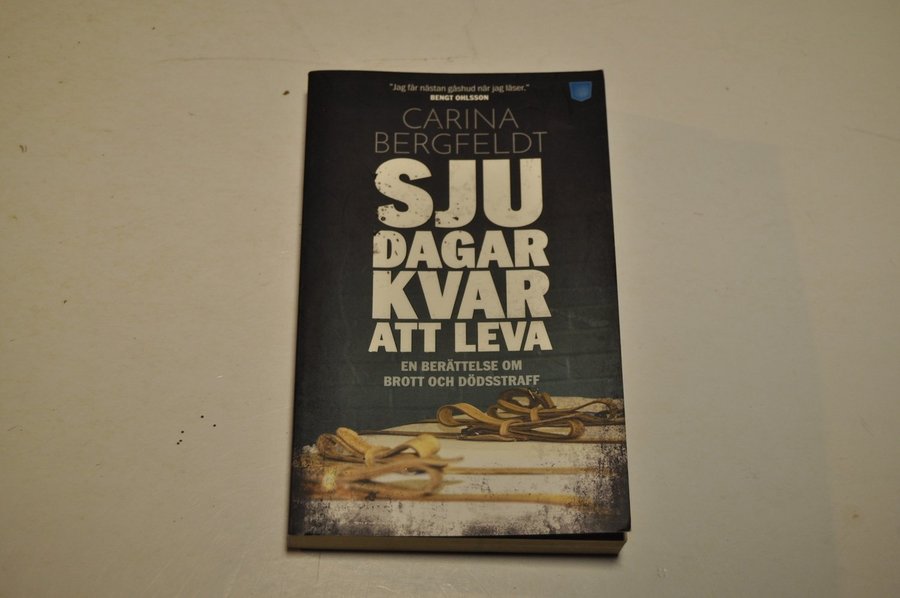 "Jag får nästan gåshud när jag läser."
BENGT OHLSSON
CARINA
BERGFELDT
SJU
DAGAR
KVAR
ATT LEVA
EN BERÄTTELSE OM
BROTT OCH DÖDSSTRAFF